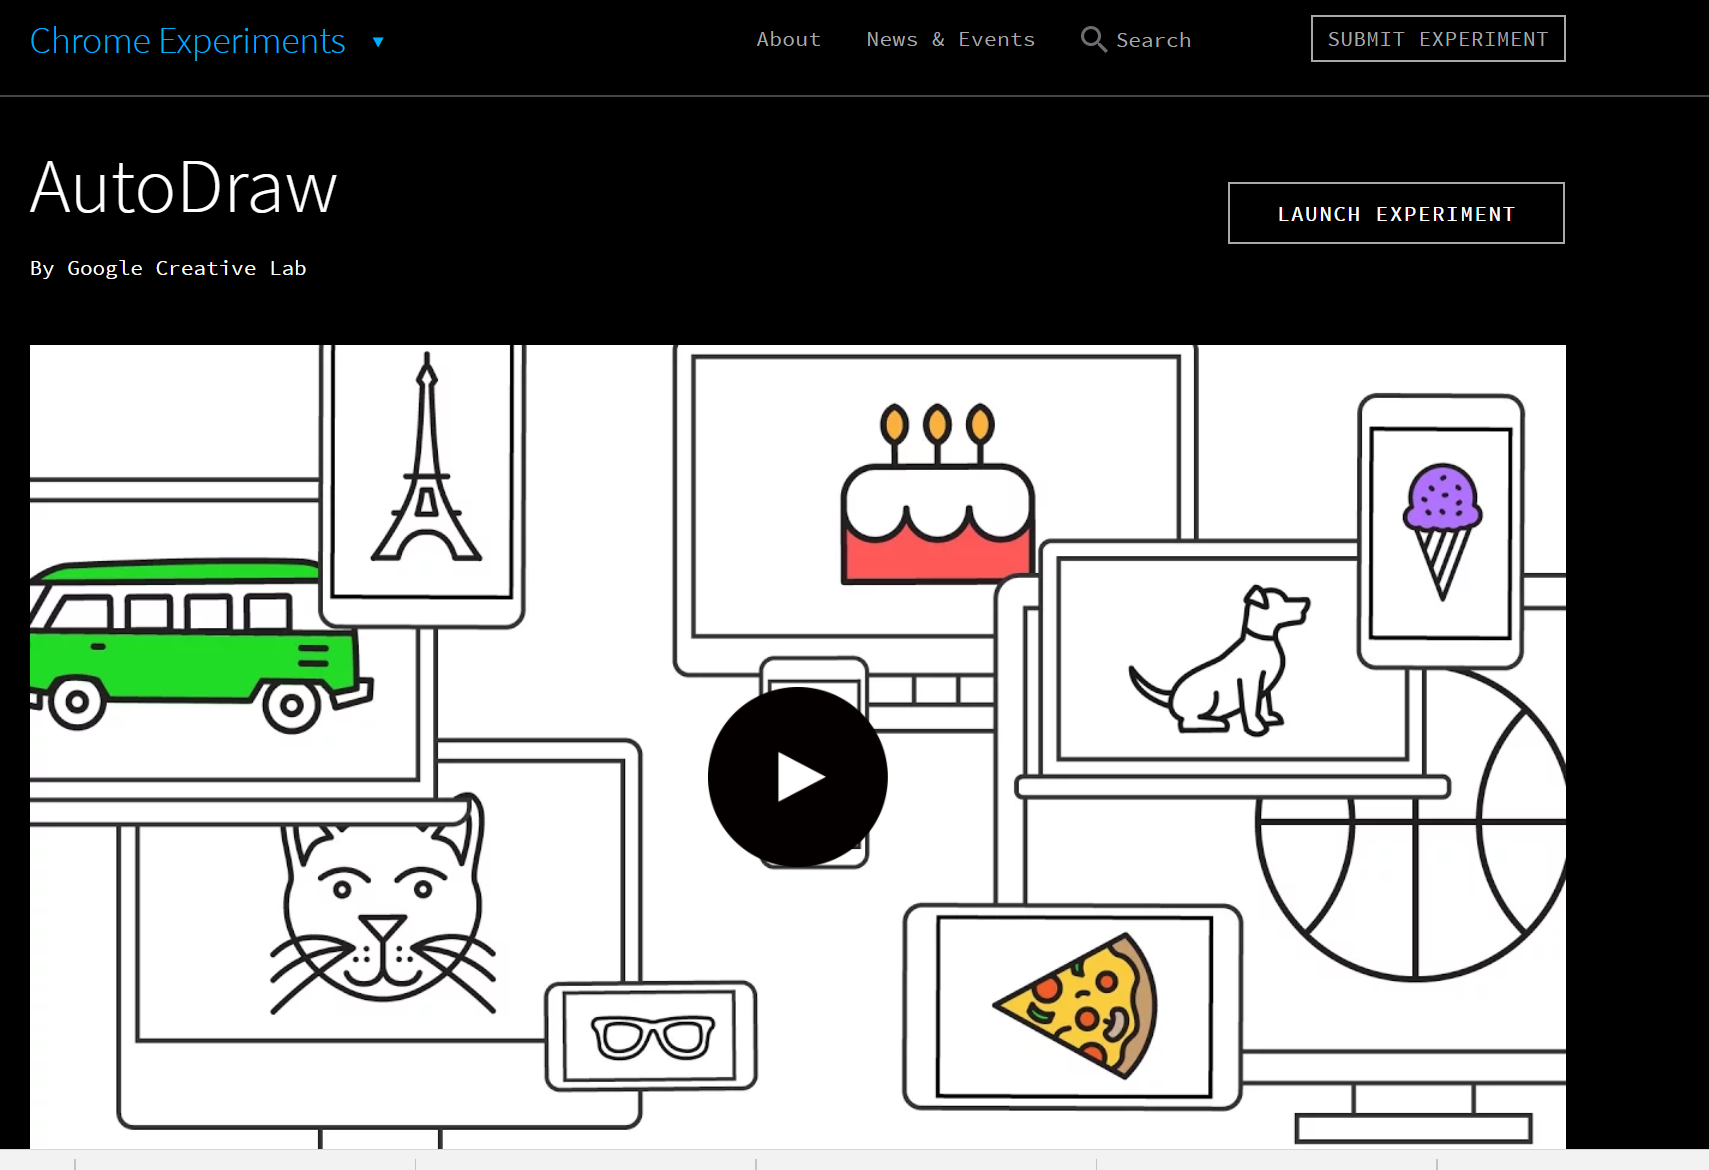 Chrome Experiments
About
News & Events
Search
SUBMIT EXPERIMENT
AutoDraw
LAUNCH EXPERIMENT
By Google Creative Lab